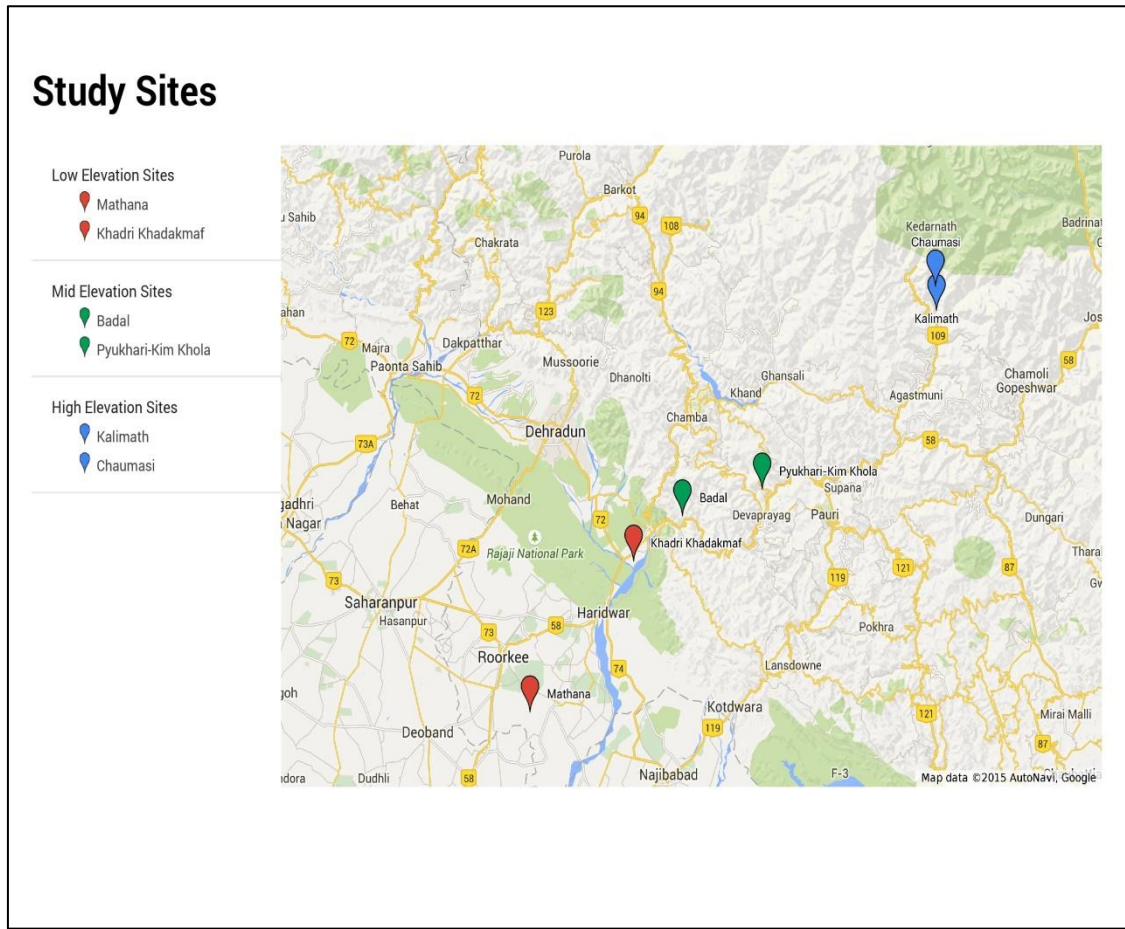 Study Sites
Low Elevation Sites
Mathana
Khadri Khadakmaf
Mid Elevation Sites
Badal
Pyukhari-Kim Khola
High Elevation Sites
Kalimath
Chaumasi
Purola
Barkot
94
108
Sahib
Chakrata
Kedarnath
Chaumasi
Badrinat
94
123
Kalimath
109
72
Majra
Dakpatthar
Paonta Sahib
Mussoorie
Dhanolti
Ghansali
Khand
58
Chamoli
Gopeshwar
Agastmuni
72
Chamba
Dehradun
73A
58
Pyukhari-Kim Khola
Supana
Mohand
Behat
Badal
Devaprayag
Pauri
Dungari
Nagar
72
Khadri Khadakmaf
72A
Rajaji National Park
Thara
73
119
121
87
Saharanpur
Hasanpur
Haridwar
58
73
Pokhra
Roorkee
74
Lansdowne
Mathana
Kotdwara
121
Mirai Malli
Deoband
119
87
Dudhli
58
Najibabad
F-3
Map data ©2015 AutoNavi, Google